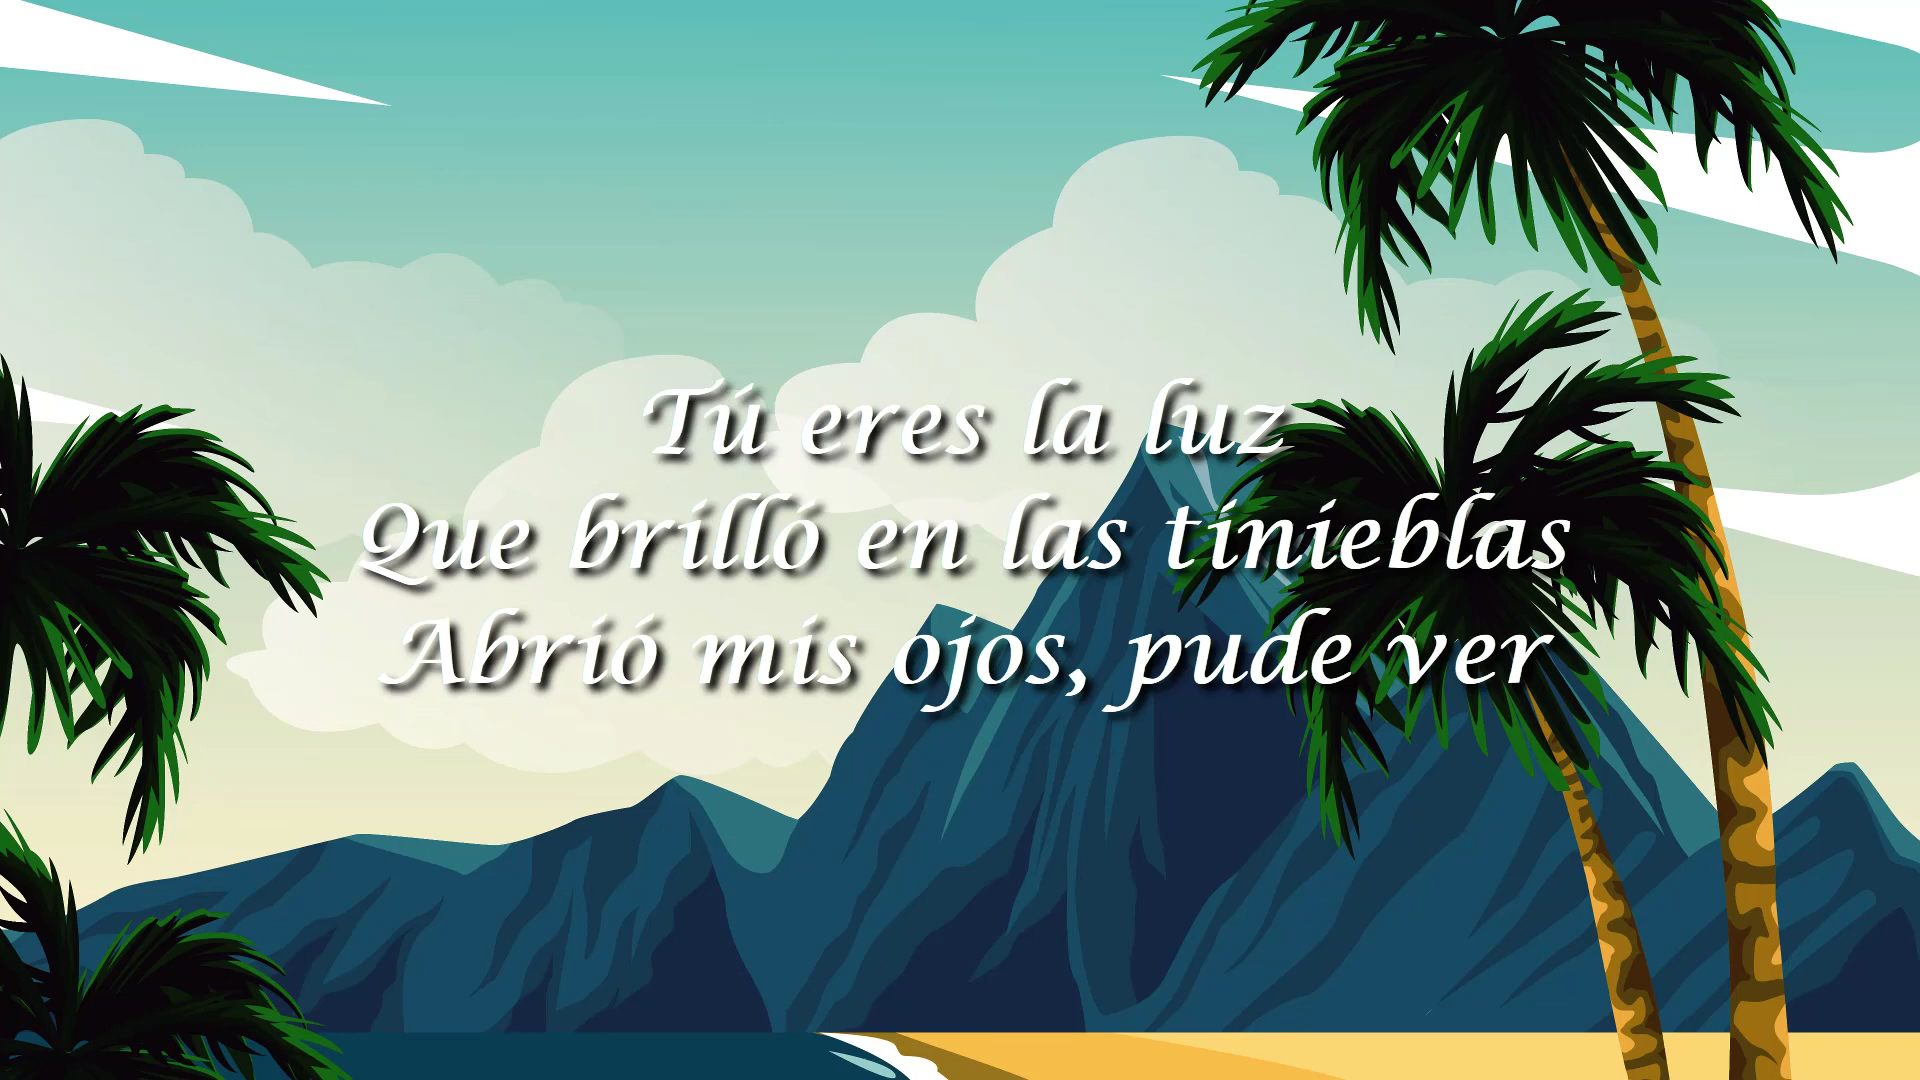 Tú eres la luz
Que brilló en las tinieblas
Abrió mis ojos, pude ver